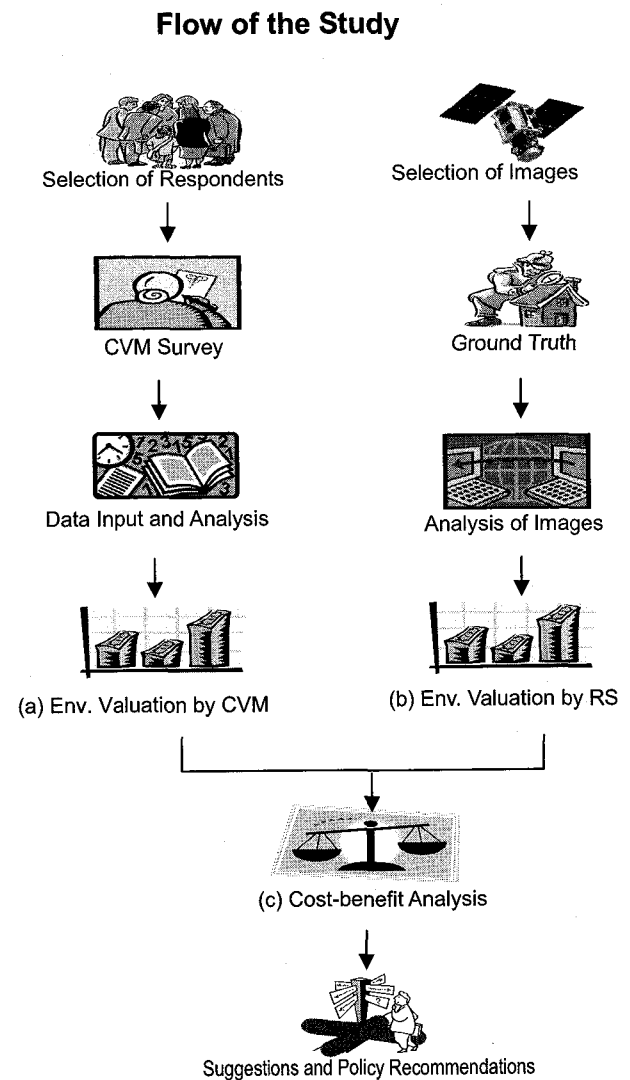 Flow of the Study
Selection of Respondents
Selection of Images
CVM Survey
Ground Truth
Data Input and Analysis
Analysis of Images
(a) Env. Valuation by CVM
(b) Env. Valuation by RS
(c) Cost-benefit Analysis
Suggestions and Policy Recommendations